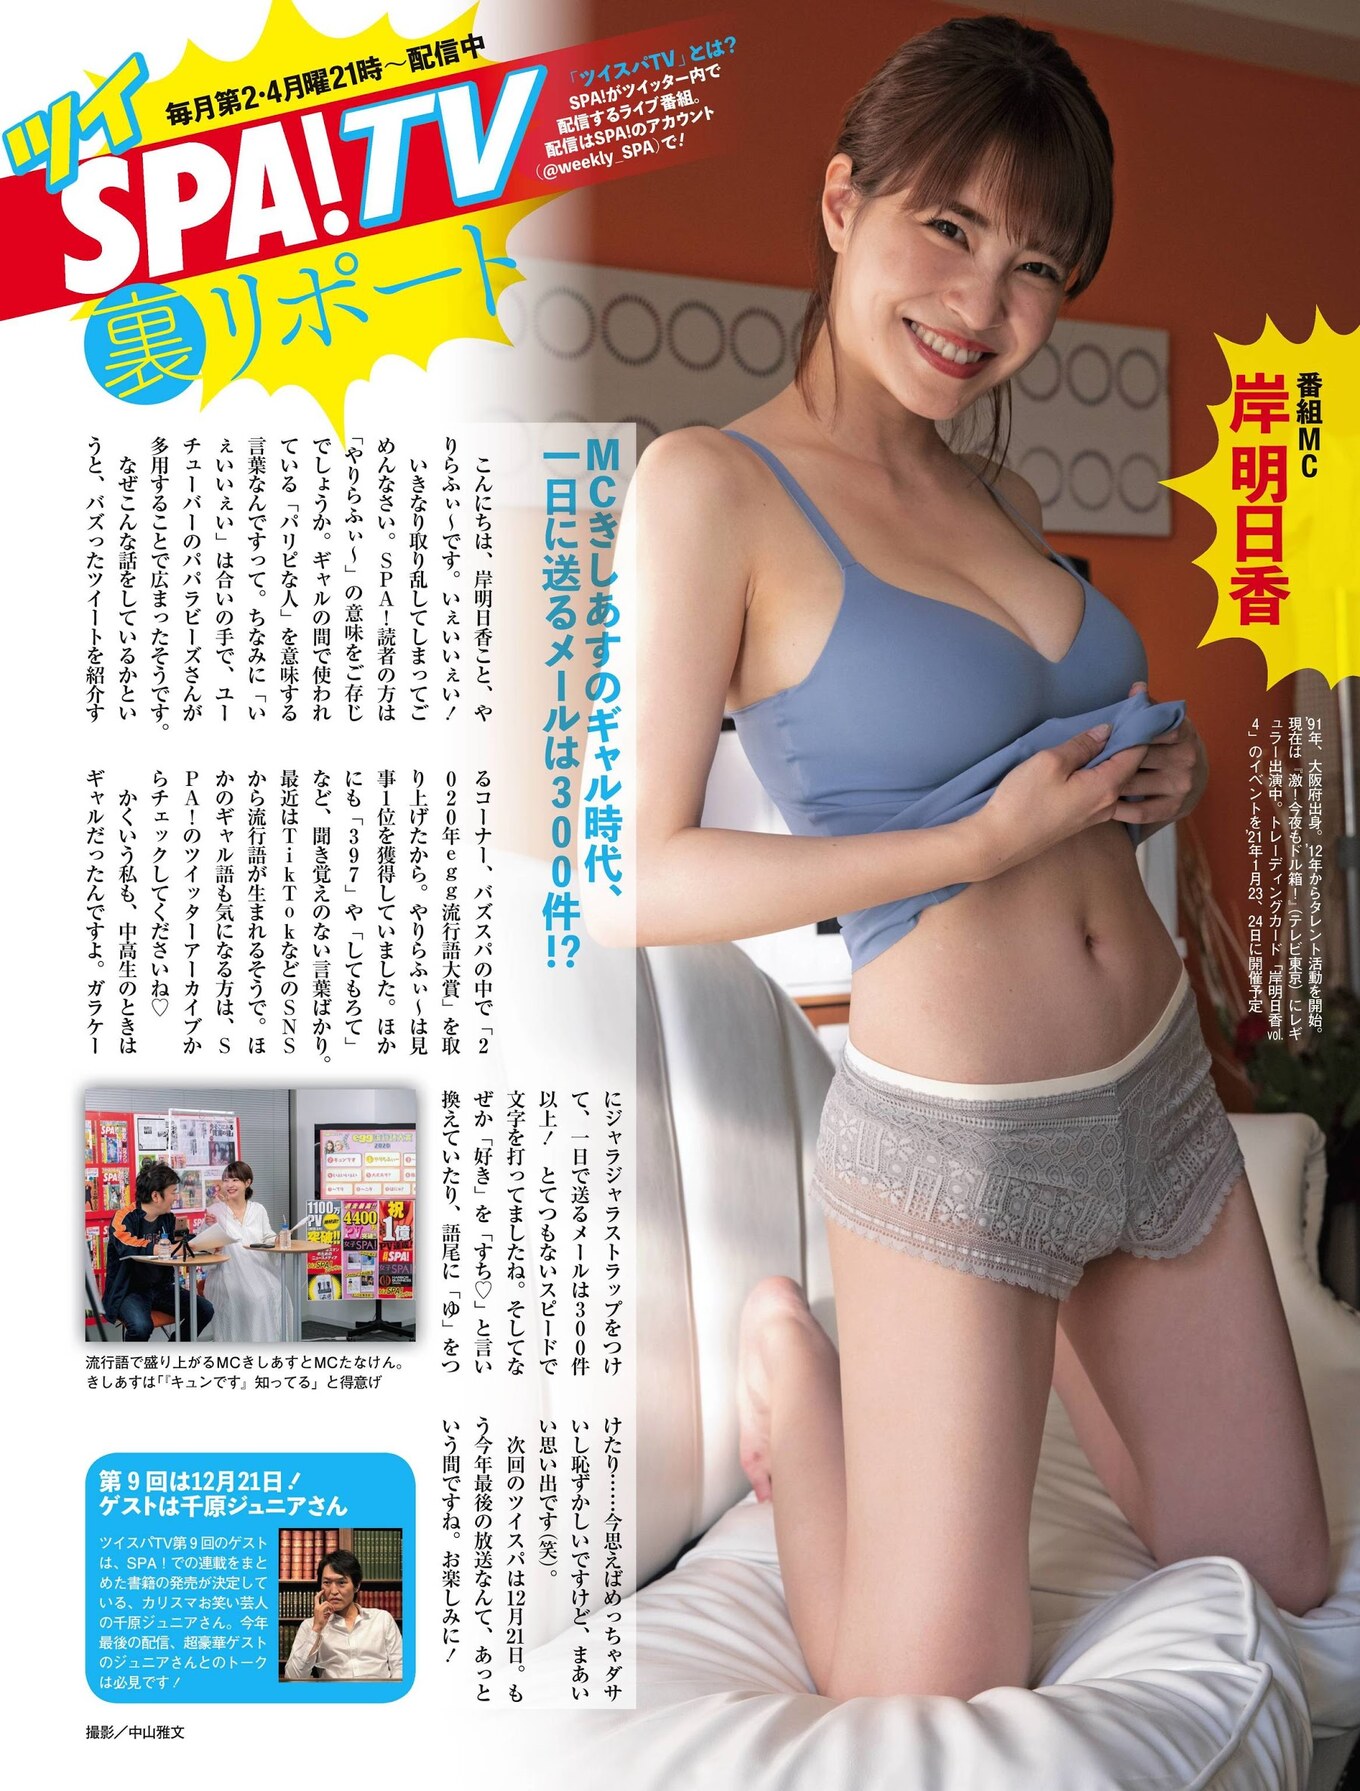 毎月第2・4月曜21時〜配信中
ツイ
SPA!TV
裏リポート
「ツイスパTV」とは?
SPA!がツイッター内で
配信するライブ番組。
配信はSPA!のアカウント
(@weekly_SPA)で!
番組MC
岸 明日香
'91年、大阪府出身。'12年からタレント活動を開始。
現在は『激!今夜もドル箱!』(テレビ東京)にレギ
ュラー出演中。トレーディングカード「岸明日香vol.
4」のイベントを'21年1月23、24日に開催予定
MCきしあすのギャル時代、
一日に送るメールは300件!?
こんにちは、岸明日香こと、や
りらふぃ〜です。いぇいいぇい!
いきなり取り乱してしまってご
めんなさい。SPA!読者の方は
「やりらふぃ〜」の意味をご存じ
でしょうか。ギャルの間で使われ
ている「パリピな人」を意味する
言葉なんですって。ちなみに「い
ぇいいぇい」は合いの手で、ユー
チューバーのパパラピーズさんが
多用することで広まったそうです。
なぜこんな話をしているかとい
うと、バズったツイートを紹介す
るコーナー、バズスパの中で「2
020年egg流行語大賞」を取
り上げたから。やりらふぃ〜は見
事1位を獲得していました。ほか
にも「397」や「してもろて」
など、聞き覚えのない言葉ばかり。
最近はTikTokなどのSNS
から流行語が生まれるそうで。ほ
かのギャル語も気になる方は、S
PA!のツイッターアーカイブか
らチェックしてくださいね♡
かくいう私も、中高生のときは
ギャルだったんですよ。ガラケー
にジャラジャラストラップをつけ
て、一日で送るメールは300件
以上! とてつもないスピードで
文字を打ってましたね。そしてな
ぜか「好き」を「すち♡」と言い
換えていたり、語尾に「ゆ」をつ
けたり……今思えばめっちゃダサ
いし恥ずかしいですけど、まあい
い思い出です(笑)。
次回のツイスパは12月21日。も
う今年最後の放送なんて、あっと
いう間ですね。お楽しみに!
SPA!
egg流行語大賞
2020
1100万
PV
突破!!
4400
女子SPA!
祝
1億
流行語で盛り上がるMCきしあすとMCたなけん。
きしあすは「『キュンです』知ってる」と得意げ
第9回は12月21日!
ゲストは千原ジュニアさん
ツイスパTV第9回のゲスト
は、SPA!での連載をまと
めた書籍の発売が決定して
いる、カリスマお笑い芸人
の千原ジュニアさん。今年
最後の配信、超豪華ゲスト
のジュニアさんとのトーク
は必見です!
撮影/中山雅文